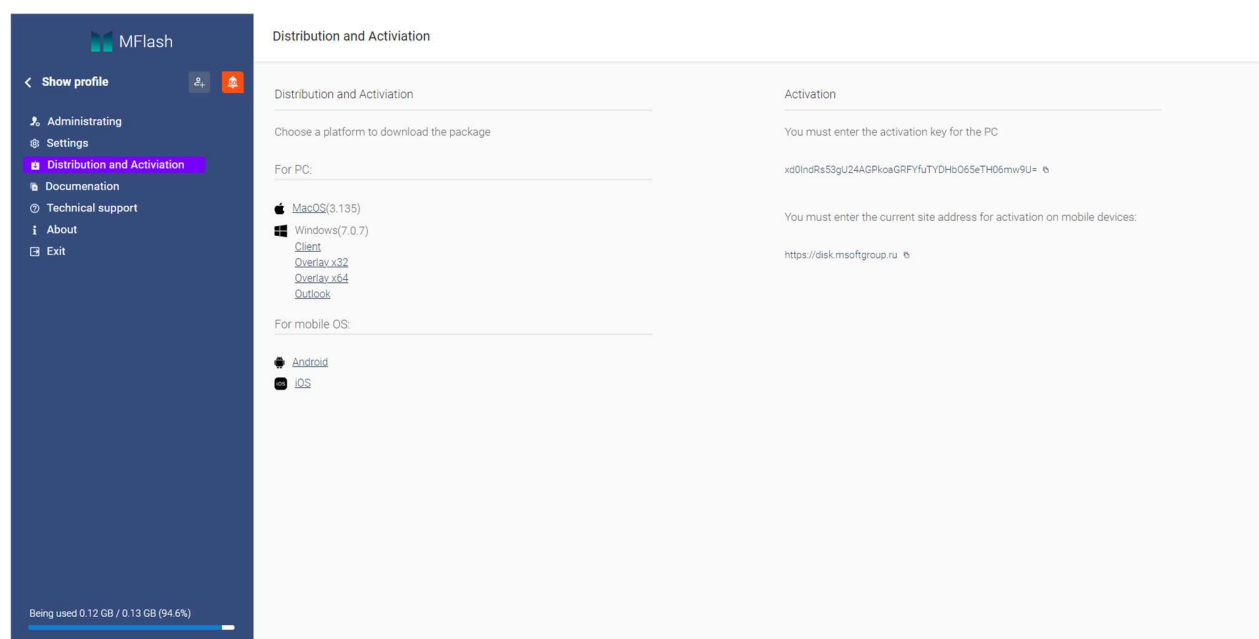 MFlash
Show profile
Administrating
Settings
Distribution and Activiation
Documenation
Technical support
About
Exit
Being used 0.12 GB / 0.13 GB (94.6%)
Distribution and Activiation
Distribution and Activiation
Choose a platform to download the package
For PC:
MacOS(3.135)
Windows(7.0.7)
Client
Overlay x32
Overlay x64
Outlook
For mobile OS:
Android
iOS
iOS
Activation
You must enter the activation key for the PC
xd0IndRs53gU24AGPkoaGRFYfuTYDHbO65eTH06mw9U=
You must enter the current site address for activation on mobile devices:
https://disk.msoftgroup.ru